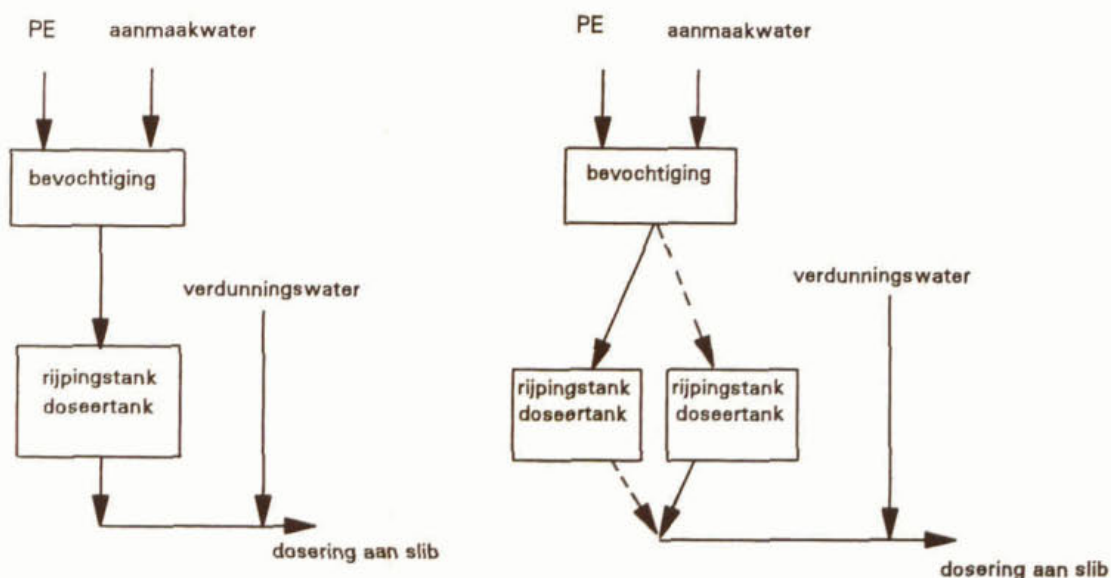 PE
aanmaakwater
bevochtiging
verdunningswater
rijpingstank
doseertank
dosering aan slib
PE
aanmaakwater
bevochtiging
verdunningswater
rijpingstank
doseertank
rijpingstank
doseertank
dosering aan slib